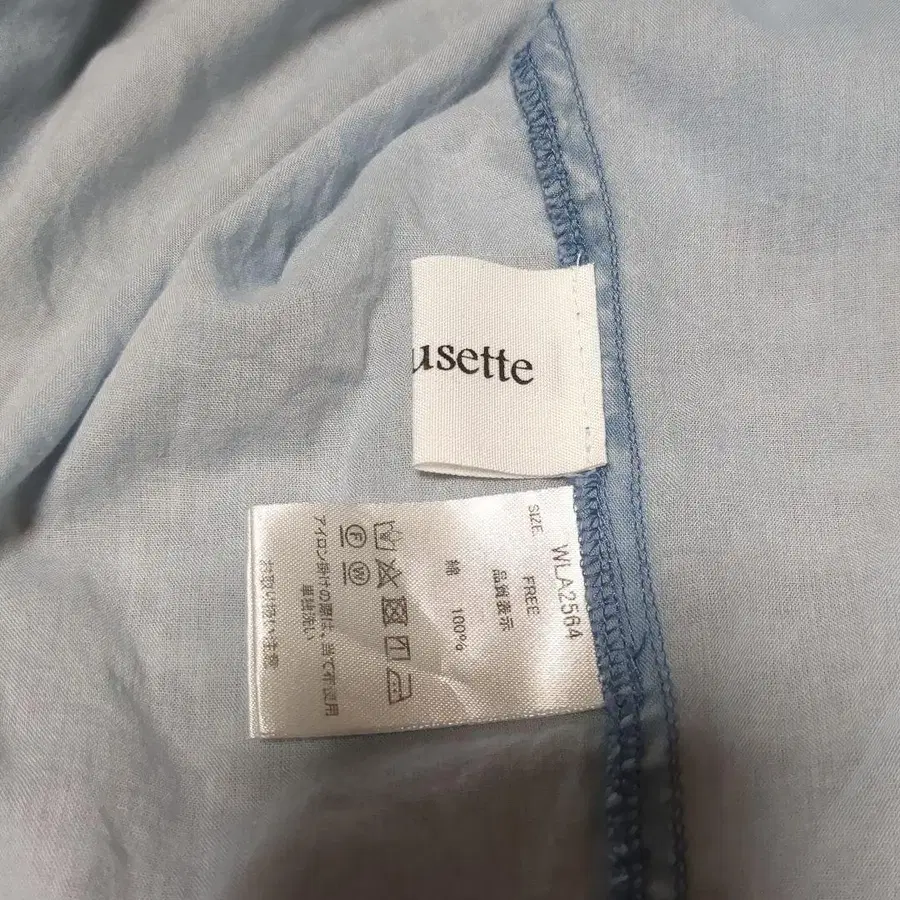 usette
WLA2564
SIZE. FREE
品質表示
綿 100%
アイロン掛けの際は、当て布使用
単独洗い
お取り扱い注意